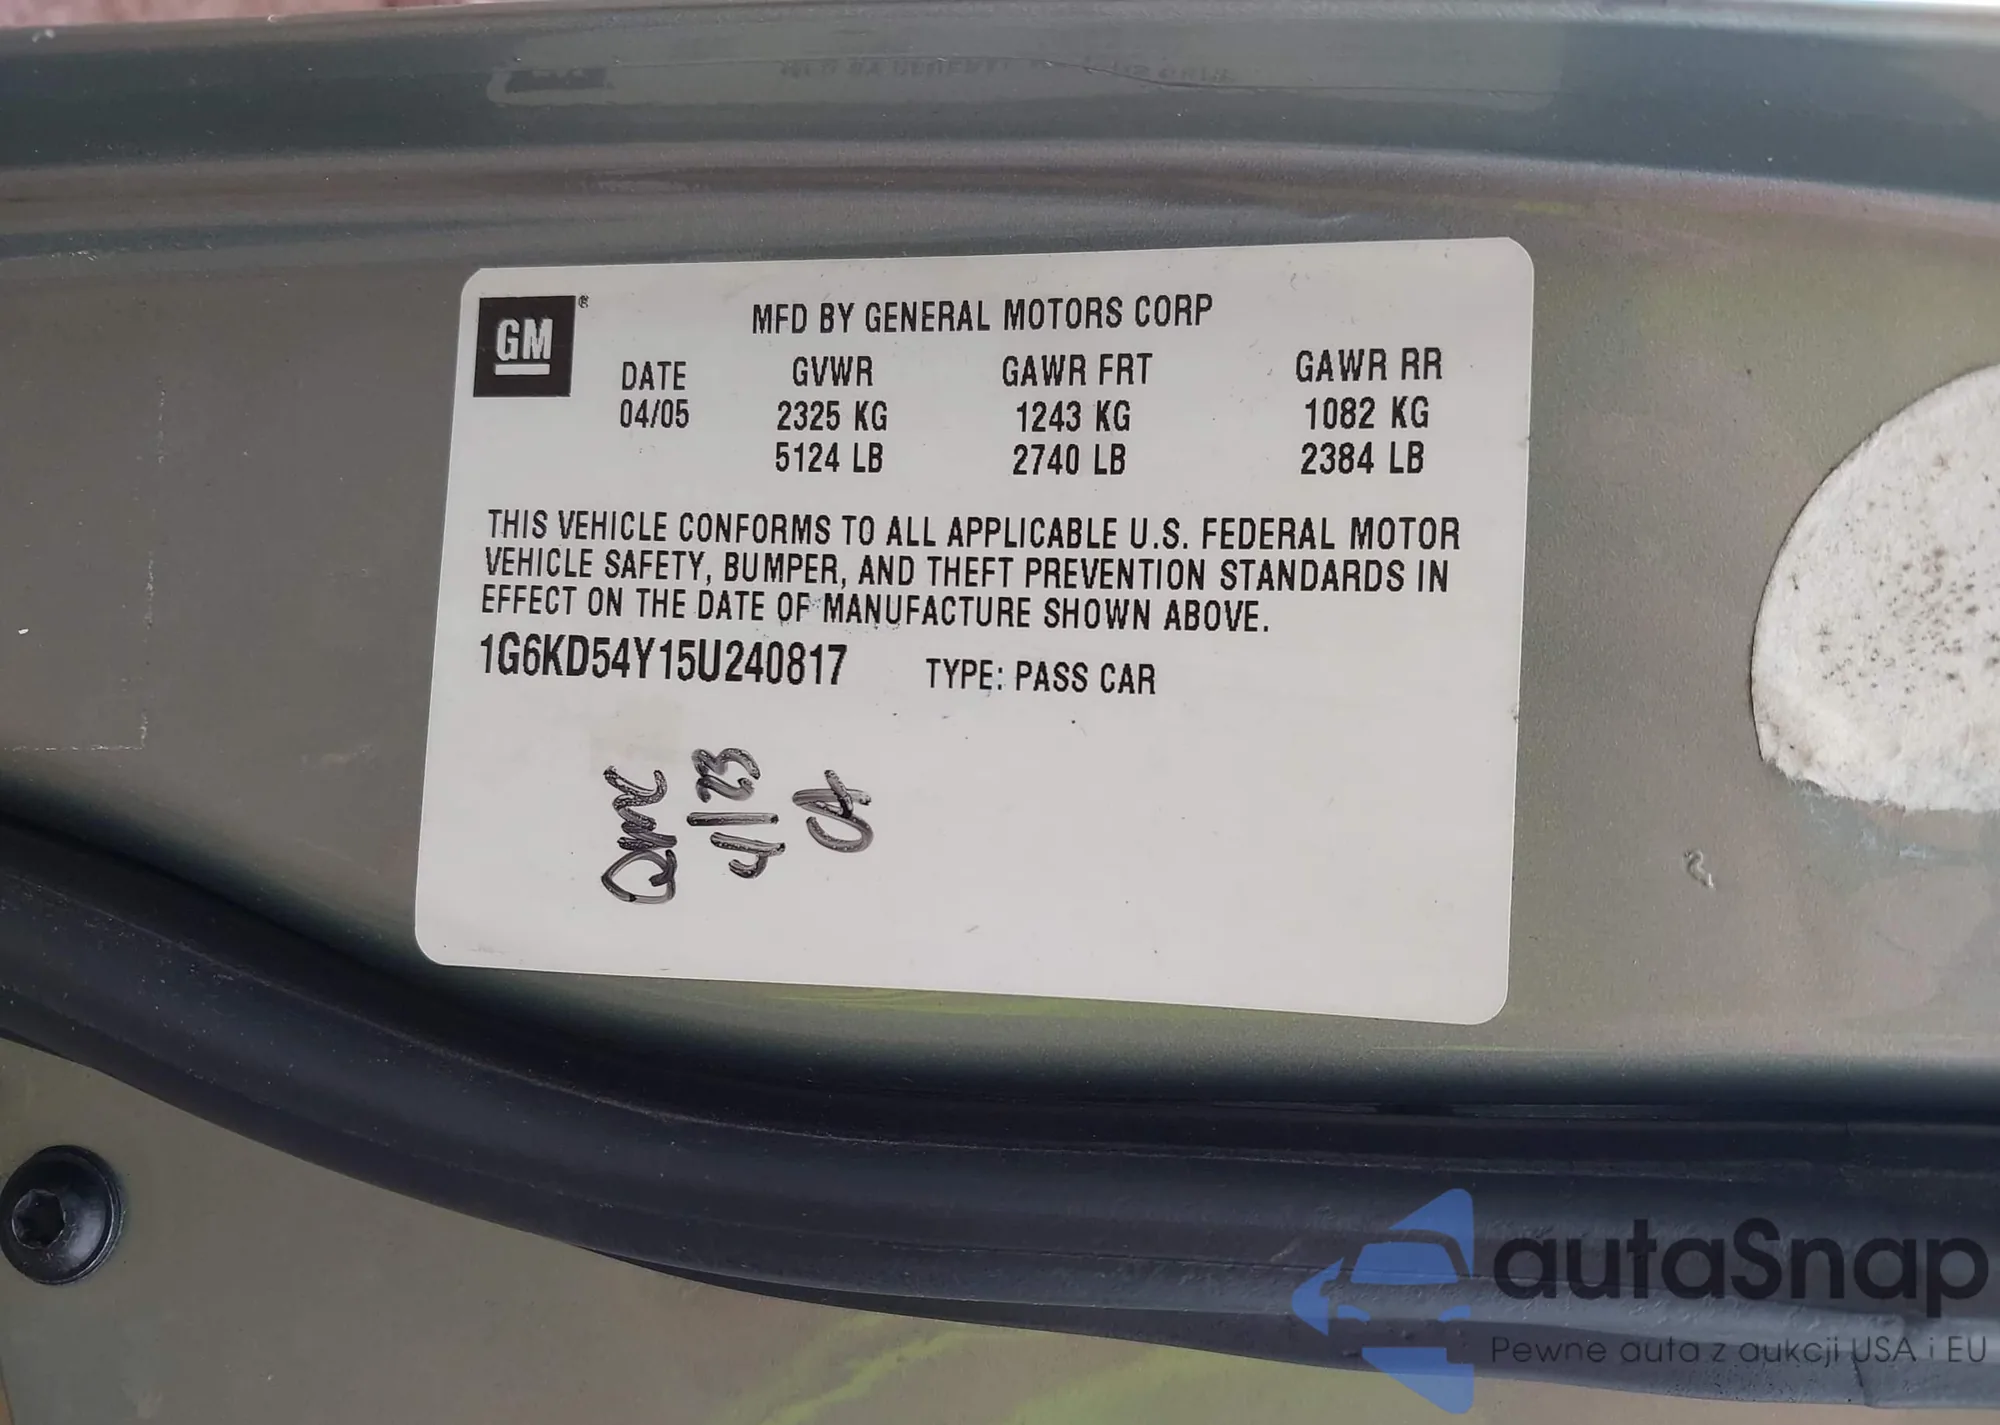 GM®
MFD BY GENERAL MOTORS CORP
DATE GVWR GAWR FRT GAWR RR
04/05 2325 KG 1243 KG 1082 KG
5124 LB 2740 LB 2384 LB
THIS VEHICLE CONFORMS TO ALL APPLICABLE U.S. FEDERAL MOTOR
VEHICLE SAFETY, BUMPER, AND THEFT PREVENTION STANDARDS IN
EFFECT ON THE DATE OF MANUFACTURE SHOWN ABOVE.
1G6KD54Y15U240817 TYPE: PASS CAR
4/23
autaSnap
Pewne auta z aukcji USA i EU